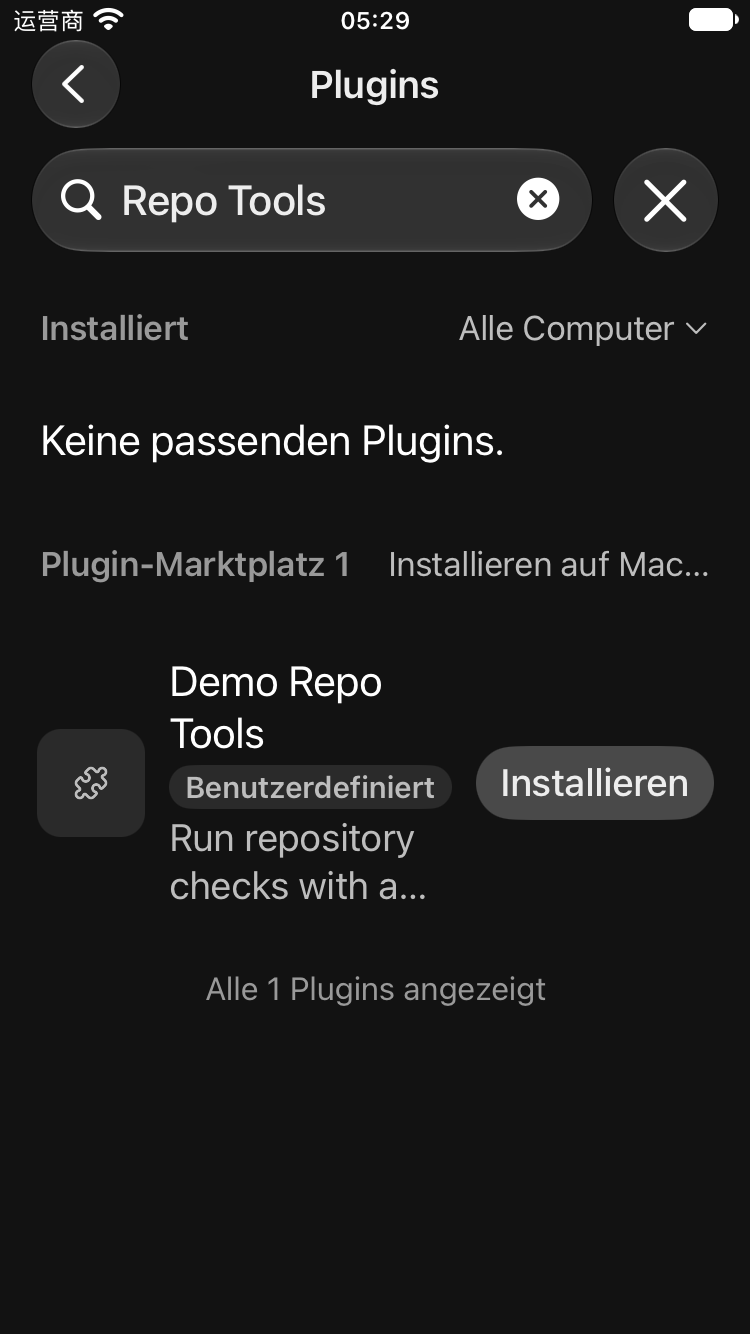 运营商
05:29
Plugins
Repo Tools
Installiert
Alle Computer
Keine passenden Plugins.
Plugin-Marktplatz 1
Installieren auf Mac...
Demo Repo
Tools
Benutzerdefiniert
Installieren
Run repository
checks with a...
Alle 1 Plugins angezeigt